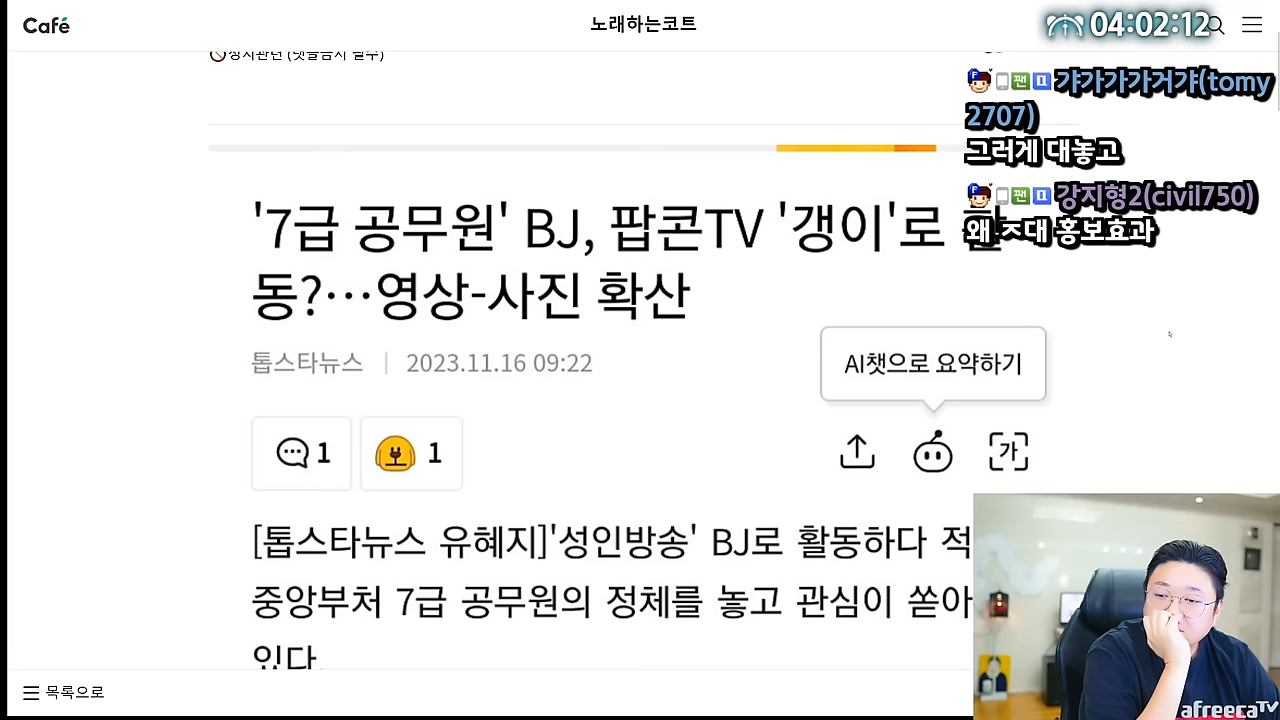 Café
노래하는코트
04:02:12
갸가가가거갸(tomy
2707)
그러게 대놓고
강지형2(civil750)
왜 ㅈ대 홍보효과
'7급 공무원' BJ, 팝콘TV '갱이'로
동?…영상-사진 확산
톱스타뉴스 | 2023.11.16 09:22
AI챗으로 요약하기
1
1
가
[톱스타뉴스 유혜지]'성인방송' BJ로 활동하다 적
중앙부처 7급 공무원의 정체를 놓고 관심이 쏟아
있다.
목록으로
afreecaTV